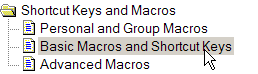 Shortcut Keys and Macros
Personal and Group Macros
Basic Macros and Shortcut Keys
Advanced Macros